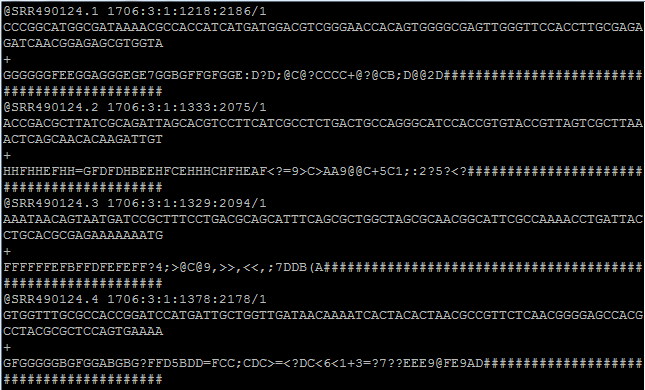 @SRR490124.1 1706:3:1:1218:2186/1
CCCGGCATGGCGATAAAACGCCACCATCATGATGGACGTCGGGAACCACAGTGGGGCGAGTTGGGTTCCACCTTGCGAGA
GATCAACGGAGAGCGTGGTA
+
GGGGGGFEEGGAGGGEGE7GGBGFFGFGGE:D?D;@C@?CCCC+@?@CB;D@@2D#########################
####################
@SRR490124.2 1706:3:1:1333:2075/1
ACCGACGCTTATCGCAGATTAGCACGTCCTTCATCGCCTCTGACTGCCAGGGCATCCACCGTGTACCGTTAGTCGCTTAA
ACTCAGCAACACAAGATTGT
+
HHFHHEFHH=GFDFDHBEEHFCEHHHCHFHEAF<?=9>C>AA9@@C+5C1;:2?5?<?######################
####################
@SRR490124.3 1706:3:1:1329:2094/1
AAATAACAGTAATGATCCGCTTTCCTGACGCAGCATTTCAGCGCTGGCTAGCGCAACGGCATTCGCCAAAACCTGATTAC
CTGCACGCGAGAAAAAAATG
+
FFFFFFEFBFFDFEFEFF?4;>@C@9,>>,<<,;7DDB(A########################################
####################
@SRR490124.4 1706:3:1:1378:2178/1
GTGGTTTGCGCCACCGGATCCATGATTGCTGGTTGATAACAAAATCACTACACTAACGCCGTTCTCAACGGGGAGCCACG
CCTACGCGCTCCAGTGAAAA
+
GFGGGGGBGFGGABGBG?FFD5BDD=FCC;CDC>=<?DC<6<1+3=?7??EEE9@FE9AD####################
####################